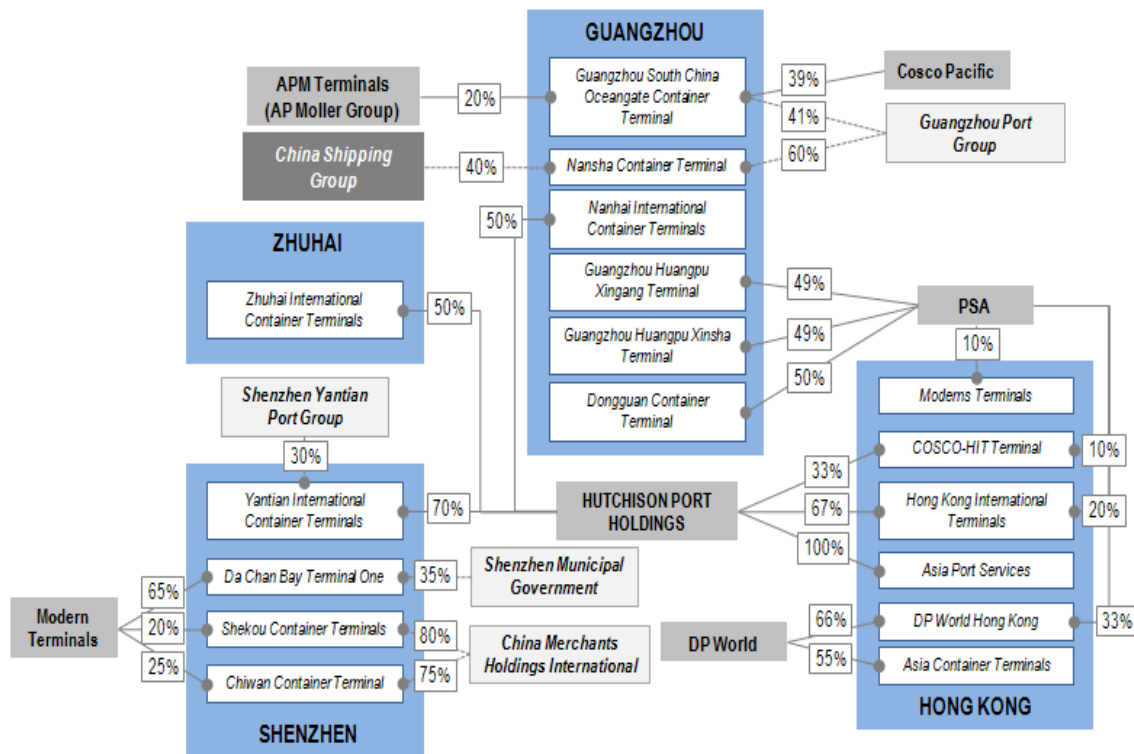 GUANGZHOU
APM Terminals
(AP Moller Group)
20%
Guangzhou South China
Oceangate Container
Terminal
39%
Cosco Pacific
41%
Guangzhou Port
Group
China Shipping
Group
40%
Nansha Container Terminal
60%
50%
Nanhai International
Container Terminals
ZHUHAI
Zhuhai International
Container Terminals
50%
Guangzhou Huangpu
Xingang Terminal
49%
PSA
Guangzhou Huangpu Xinsha
Terminal
49%
10%
Dongguan Container
Terminal
50%
Moderns Terminals
Shenzhen Yantian
Port Group
30%
COSCO-HIT Terminal
10%
33%
Yantian International
Container Terminals
70%
HUTCHISON PORT
HOLDINGS
67%
Hong Kong International
Terminals
20%
100%
Asia Port Services
65%
Da Chan Bay Terminal One
35%
Shenzhen Municipal
Government
Modern
Terminals
20%
Shekou Container Terminals
80%
China Merchants
Holdings International
25%
Chiwan Container Terminal
75%
DP World
66%
DP World Hong Kong
33%
55%
Asia Container Terminals
SHENZHEN
HONG KONG